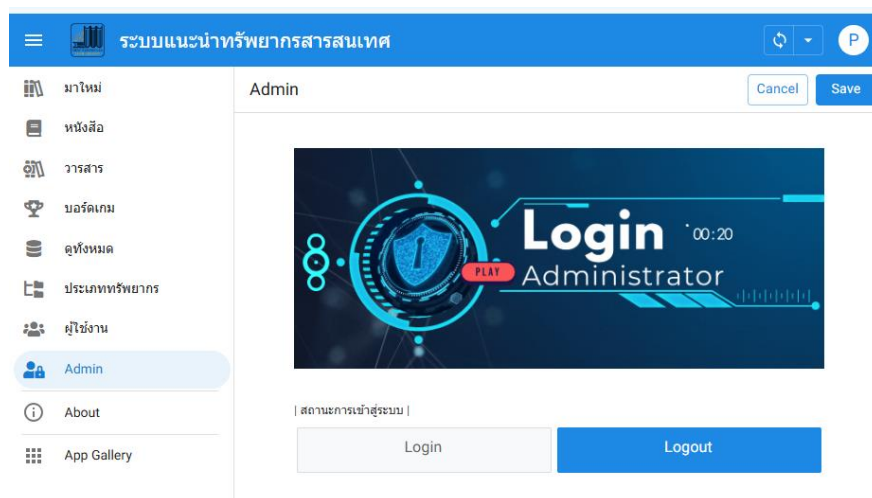 ระบบแนะนำทรัพยากรสารสนเทศ
P
มาใหม่
Admin
Cancel
Save
หนังสือ
วารสาร
บอร์ดเกม
ดูทั้งหมด
ประเภททรัพยากร
ผู้ใช้งาน
Admin
About
App Gallery
Login
00:20
PLAY
Administrator
| สถานะการเข้าสู่ระบบ |
Login
Logout